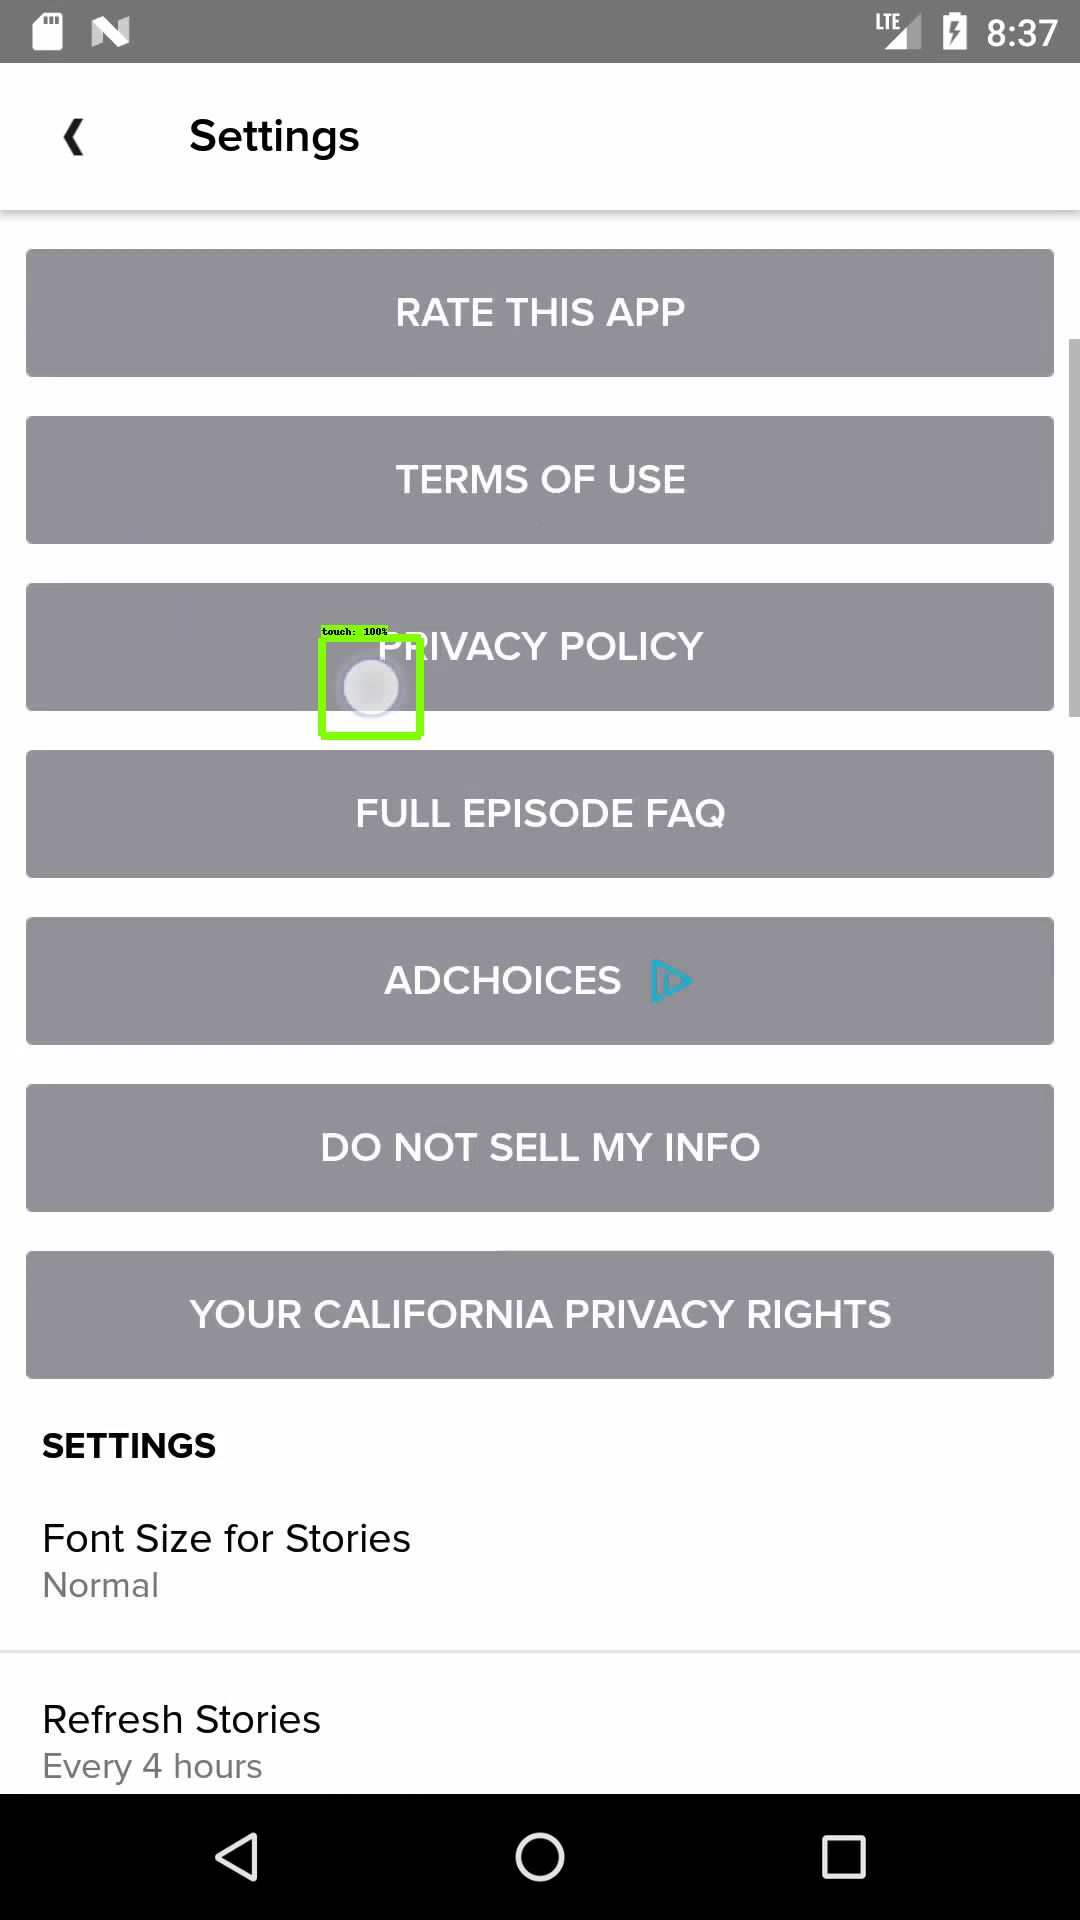 LTE 8:37
Settings
RATE THIS APP
TERMS OF USE
touch: 100%
PRIVACY POLICY
FULL EPISODE FAQ
ADCHOICES
DO NOT SELL MY INFO
YOUR CALIFORNIA PRIVACY RIGHTS
SETTINGS
Font Size for Stories
Normal
Refresh Stories
Every 4 hours